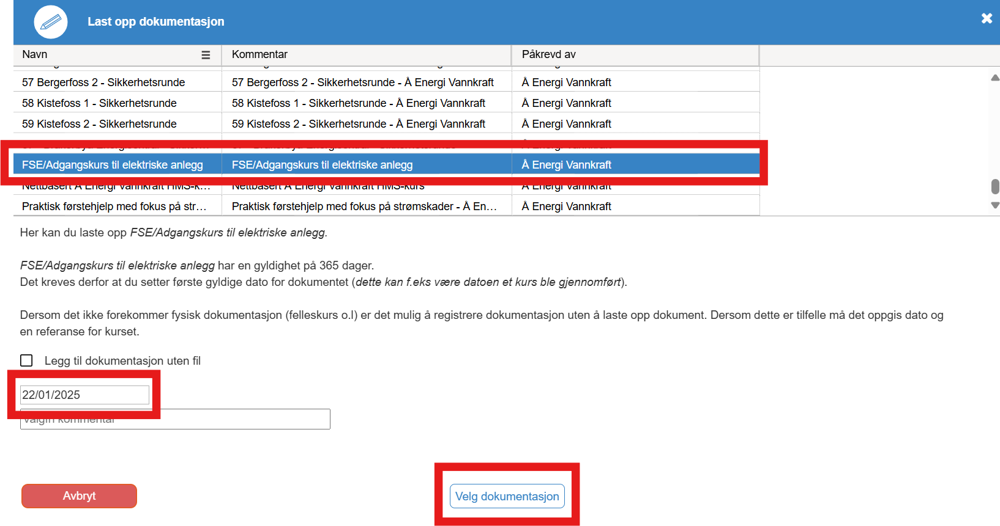 Last opp dokumentasjon
Navn Kommentar Påkrevd av
57 Bergerfoss 2 - Sikkerhetsrunde 57 Bergerfoss 2 - Sikkerhetsrunde - Å Energi Vannkraft Å Energi Vannkraft
58 Kistefoss 1 - Sikkerhetsrunde 58 Kistefoss 1 - Sikkerhetsrunde - Å Energi Vannkraft Å Energi Vannkraft
59 Kistefoss 2 - Sikkerhetsrunde 59 Kistefoss 2 - Sikkerhetsrunde - Å Energi Vannkraft Å Energi Vannkraft
FSE/Adgangskurs til elektriske anlegg FSE/Adgangskurs til elektriske anlegg Å Energi Vannkraft
Nettbasert Å Energi Vannkraft HMS-k... Nettbasert Å Energi Vannkraft HMS-kurs Å Energi Vannkraft
Praktisk førstehjelp med fokus på str... Praktisk førstehjelp med fokus på strømskader - Å En... Å Energi Vannkraft
Her kan du laste opp FSE/Adgangskurs til elektriske anlegg.
FSE/Adgangskurs til elektriske anlegg har en gyldighet på 365 dager.
Det kreves derfor at du setter første gyldige dato for dokumentet (dette kan f.eks være datoen et kurs ble gjennomført).
Dersom det ikke forekommer fysisk dokumentasjon (felleskurs o.l) er det mulig å registrere dokumentasjon uten å laste opp dokument. Dersom dette er tilfelle må det oppgis dato og
en referanse for kurset.
Legg til dokumentasjon uten fil
22/01/2025
Valgfri kommentar
Avbryt Velg dokumentasjon